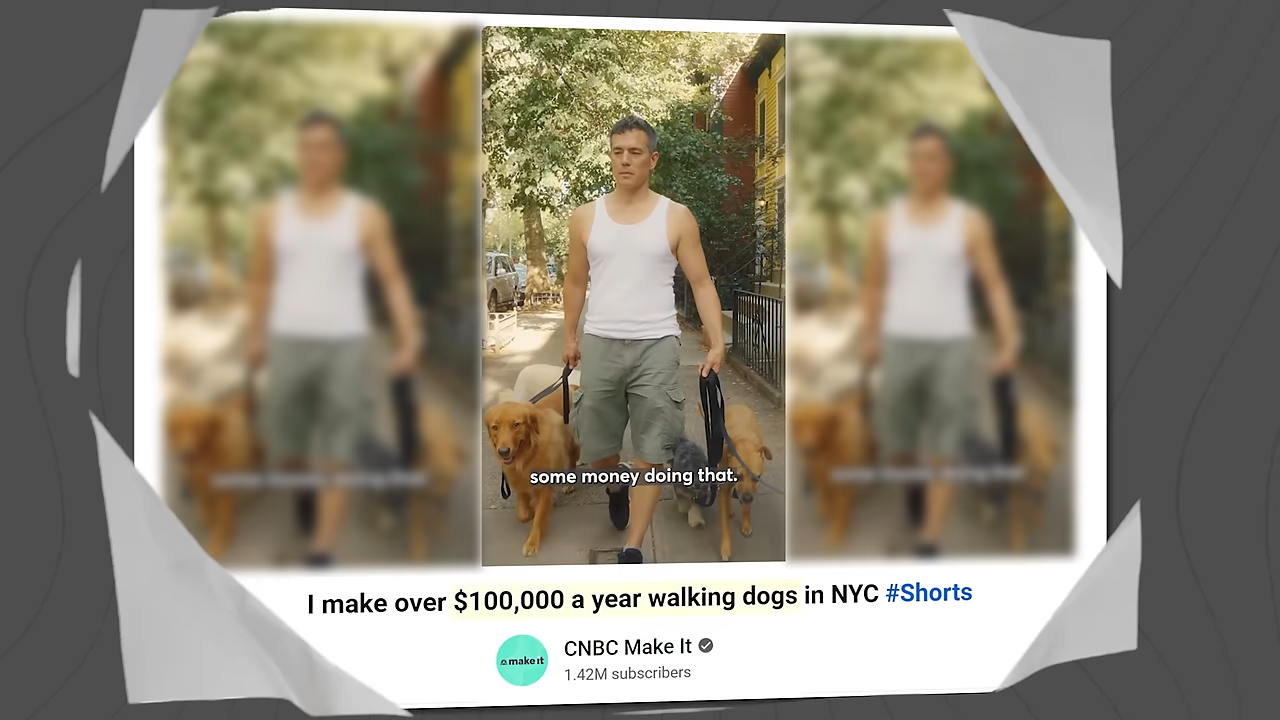 some money doing that.
I make over $100,000 a year walking dogs in NYC #Shorts
make it
CNBC Make It
1.42M subscribers